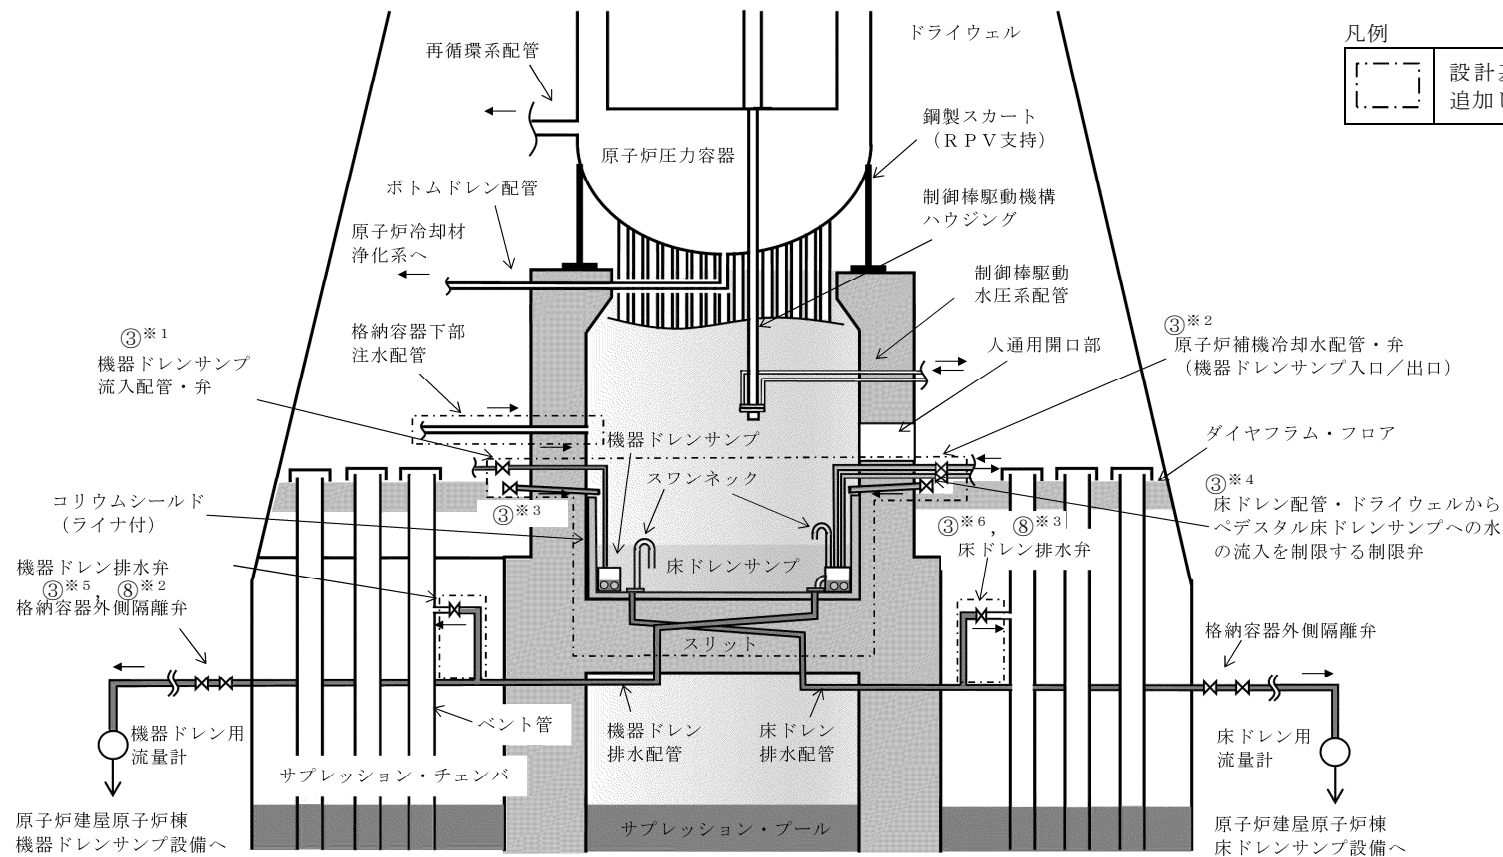 再循環系配管
ドライウェル
凡例
設計
追加し
鋼製スカート
（ＲＰＶ支持）
原子炉圧力容器
ボトムドレン配管
制御棒駆動機構
ハウジング
原子炉冷却材
浄化系へ
制御棒駆動
水圧系配管
格納容器下部
注水配管
③※1
機器ドレンサンプ
流入配管・弁
人通用開口部
③※2
原子炉補機冷却水配管・弁
（機器ドレンサンプ入口／出口）
機器ドレンサンプ
スワンネック
ダイヤフラム・フロア
コリウムシールド
（ライナ付）
③※3
③※4
床ドレン配管・ドライウェルから
ペデスタル床ドレンサンプへの水
の流入を制限する制限弁
③※6，⑧※3
床ドレン排水弁
床ドレンサンプ
機器ドレン排水弁
③※5，⑧※2
格納容器外側隔離弁
スリット
格納容器外側隔離弁
ベント管
機器ドレン
排水配管
床ドレン
排水配管
機器ドレン用
流量計
床ドレン用
流量計
サプレッション・チェンバ
サプレッション・プール
原子炉建屋原子炉棟
機器ドレンサンプ設備へ
原子炉建屋原子炉棟
床ドレンサンプ設備へ